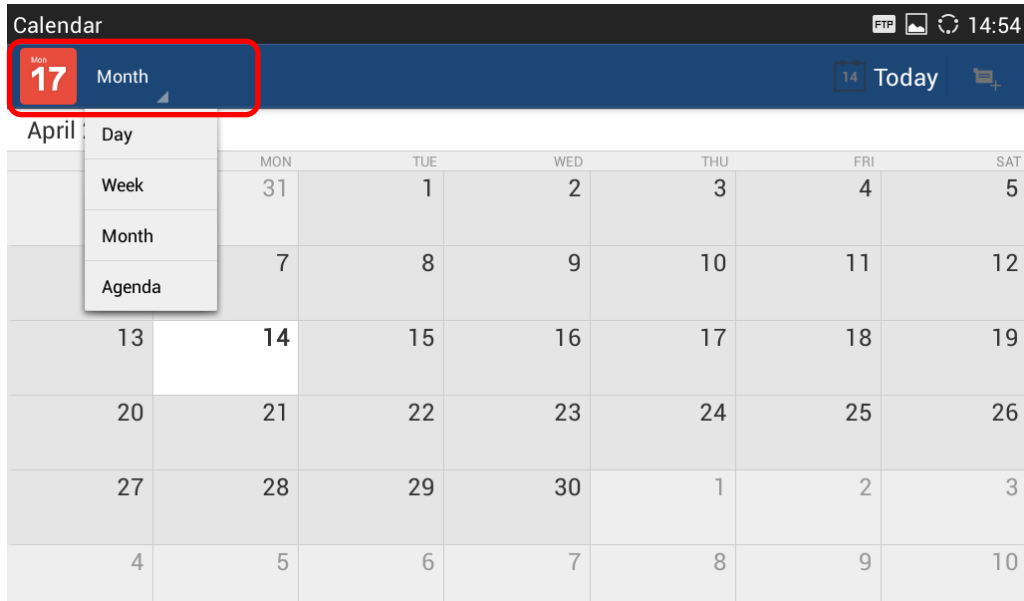 Calendar FTP 14:54
Mon
17 Month 14 Today
April
Day
MON TUE WED THU FRI SAT
Week 31 1 2 3 4 5
Month
7 8 9 10 11 12
Agenda
13 14 15 16 17 18 19
20 21 22 23 24 25 26
27 28 29 30 1 2 3
4 5 6 7 8 9 10